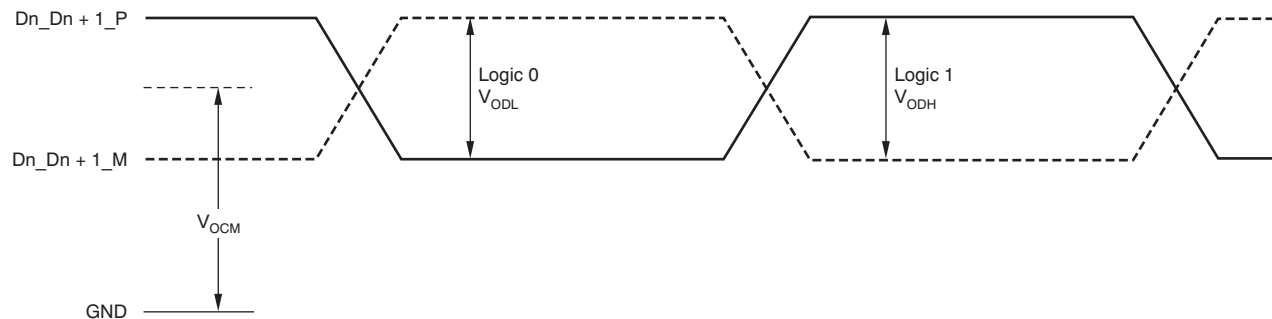 Dn_Dn + 1_P
Logic 0
VODL
Logic 1
VODH
Dn_Dn + 1_M
VOCM
GND